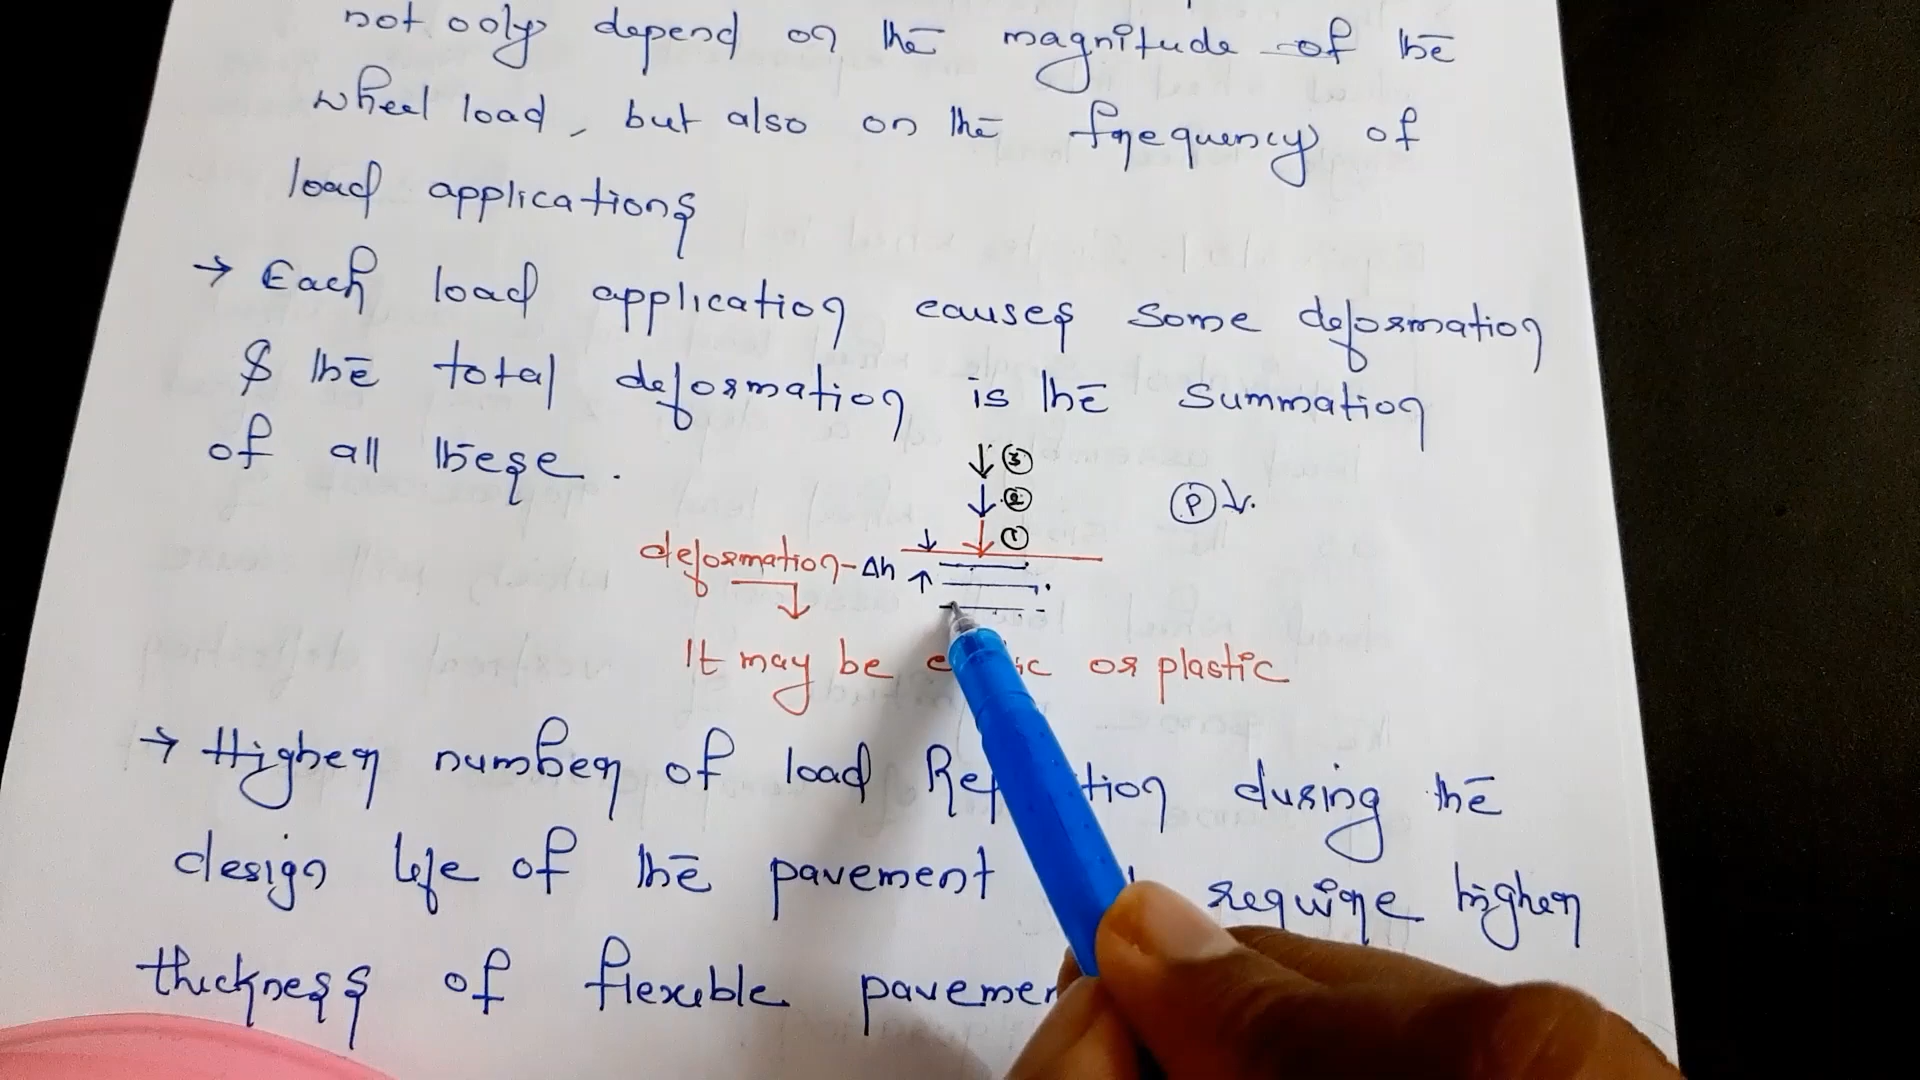 not only depend on the magnitude of the
wheel load, but also on the frequency of
load applications
→ Each load application causes some deformation
& the total deformation is the summation
of all these.
↓ ③
↓ ② Ⓟ↓
↓ ①
deformation-Δh
It may be or plastic
→ Higher number of load during the
design life of the pavement require higher
thickness of flexible